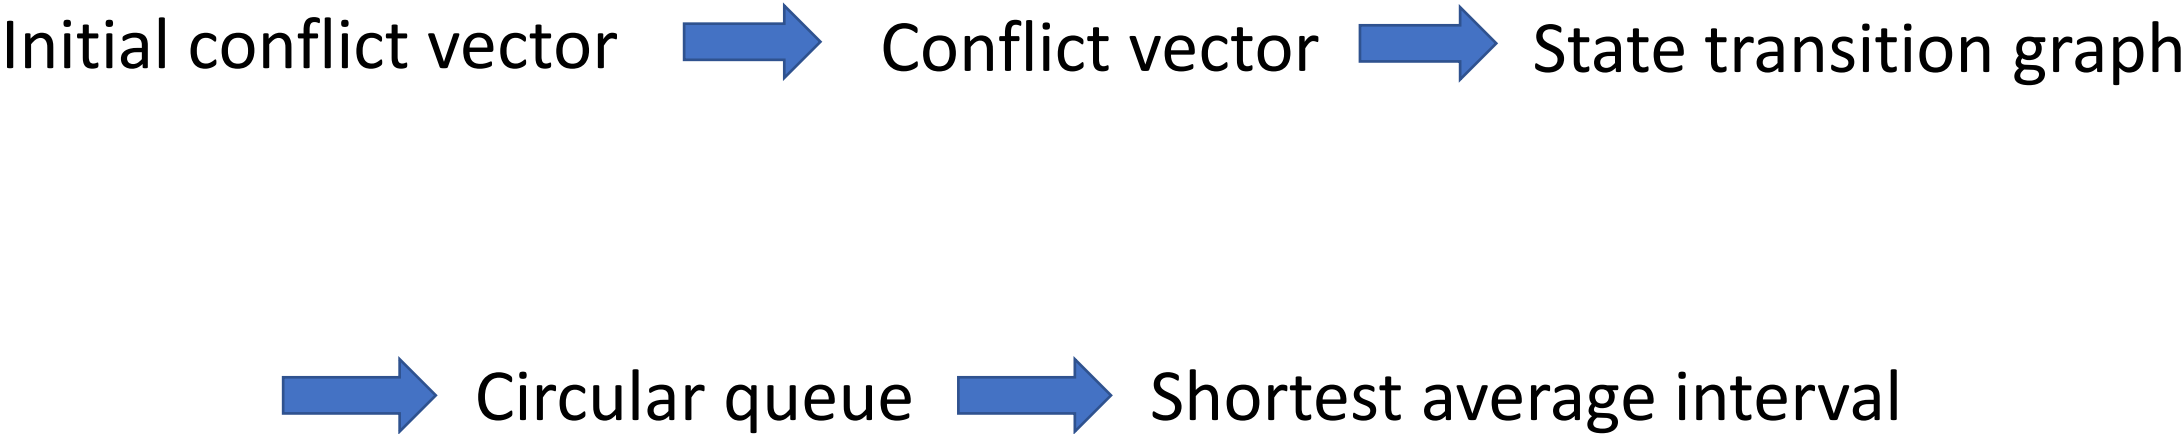 Initial conflict vector Conflict vector State transition graph
Circular queue Shortest average interval